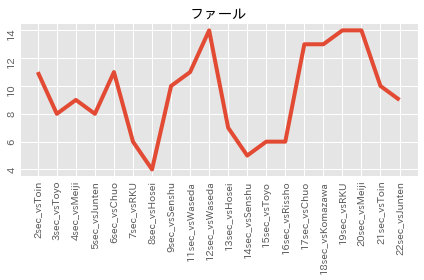 ファール
14
12
10
8
6
4
2sec_vsToin
3sec_vsToyo
4sec_vsMeiji
5sec_vsJunten
6sec_vsChuo
7sec_vsRKU
8sec_vsHosei
9sec_vsSenshu
11sec_vsWaseda
12sec_vsWaseda
13sec_vsHosei
14sec_vsSenshu
15sec_vsToyo
16sec_vsRissho
17sec_vsChuo
18sec_vsKomazawa
19sec_vsRKU
20sec_vsMeiji
21sec_vsToin
22sec_vsJunten